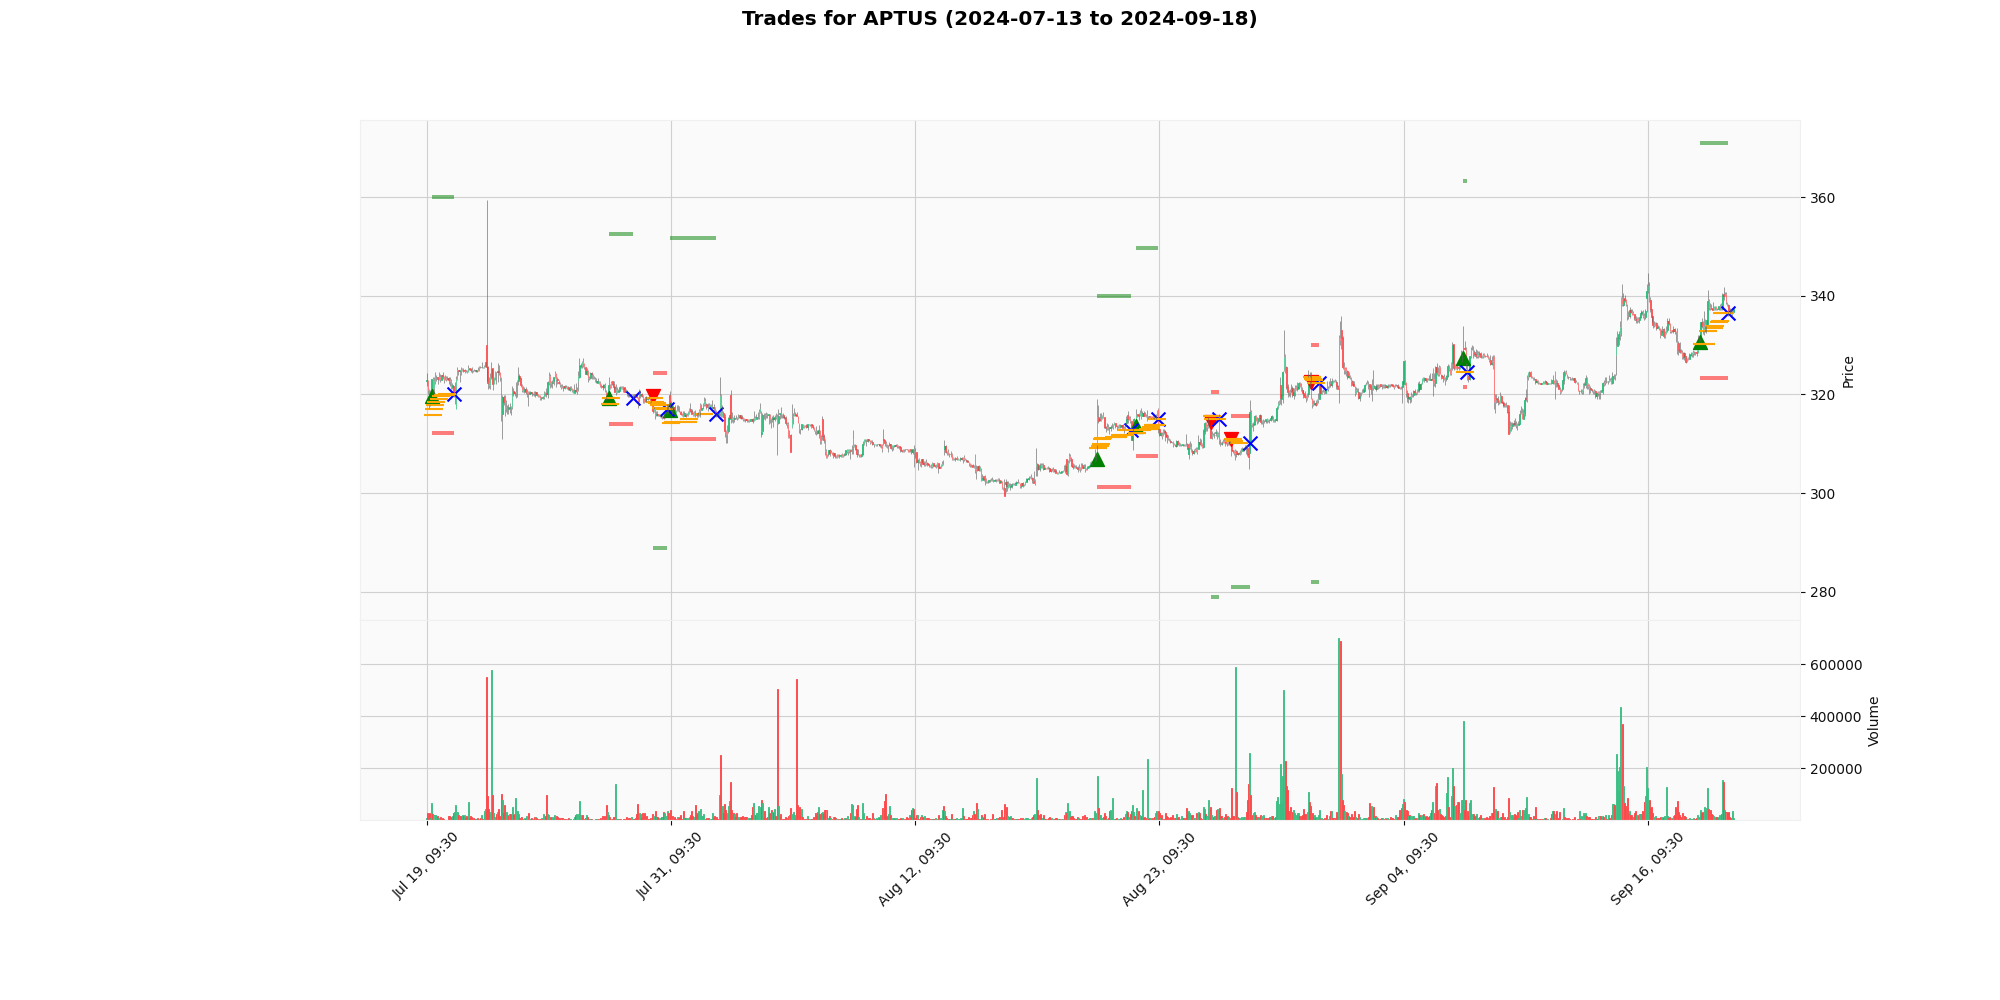 Trades for APTUS (2024-07-13 to 2024-09-18)
360
340
320
300
280
Price
600000
400000
200000
Volume
Jul 19, 09:30
Jul 31, 09:30
Aug 12, 09:30
Aug 23, 09:30
Sep 04, 09:30
Sep 16, 09:30